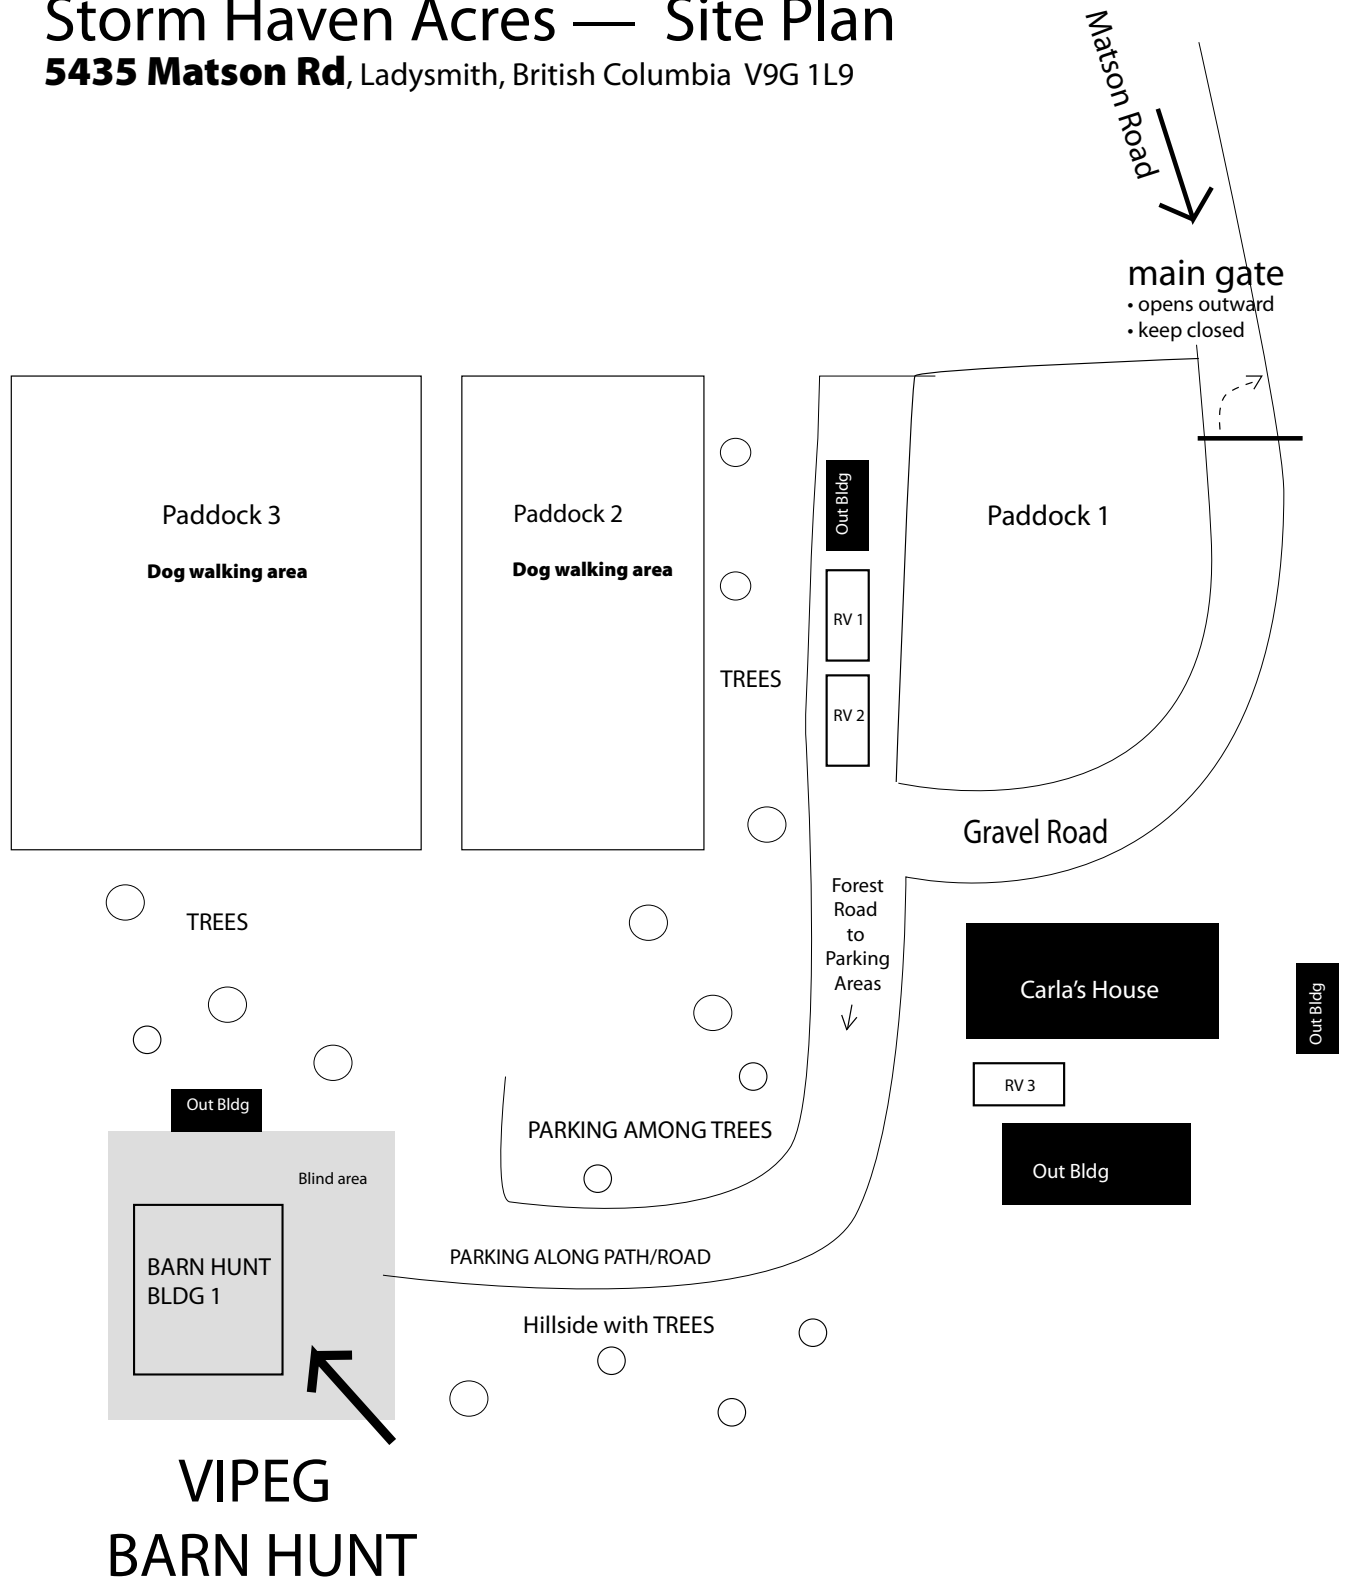 Storm Haven Acres — Site Plan
5435 Matson Rd, Ladysmith, British Columbia V9G 1L9
Matson Road
main gate
• opens outward
• keep closed
Paddock 3
Dog walking area
Paddock 2
Dog walking area
Out Bldg
Paddock 1
RV 1
TREES
RV 2
Gravel Road
Forest
Road
to
Parking
Areas
TREES
Carla's House
Out Bldg
RV 3
Out Bldg
Out Bldg
PARKING AMONG TREES
Blind area
BARN HUNT
BLDG 1
PARKING ALONG PATH/ROAD
Hillside with TREES
VIPEG
BARN HUNT